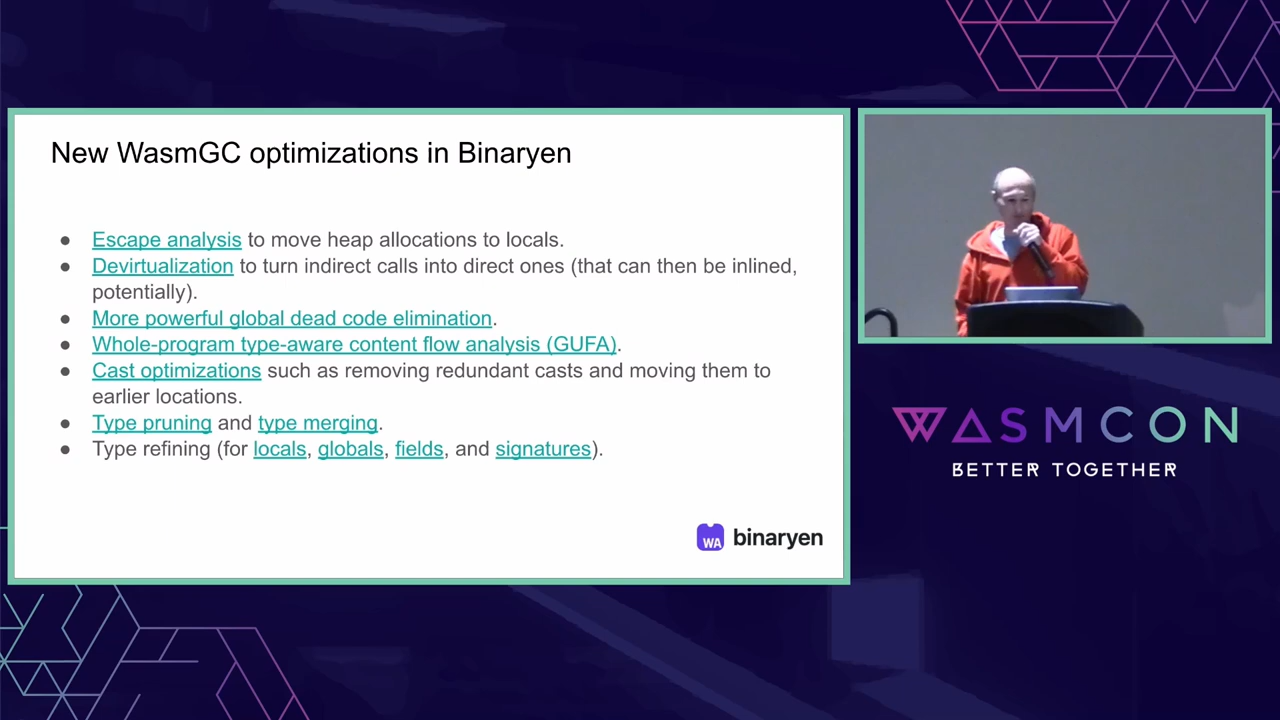 New WasmGC optimizations in Binaryen
● Escape analysis to move heap allocations to locals.
● Devirtualization to turn indirect calls into direct ones (that can then be inlined,
potentially).
● More powerful global dead code elimination.
● Whole-program type-aware content flow analysis (GUFA).
● Cast optimizations such as removing redundant casts and moving them to
earlier locations.
● Type pruning and type merging.
● Type refining (for locals, globals, fields, and signatures).
WA binaryen
WASMCON
BETTER TOGETHER